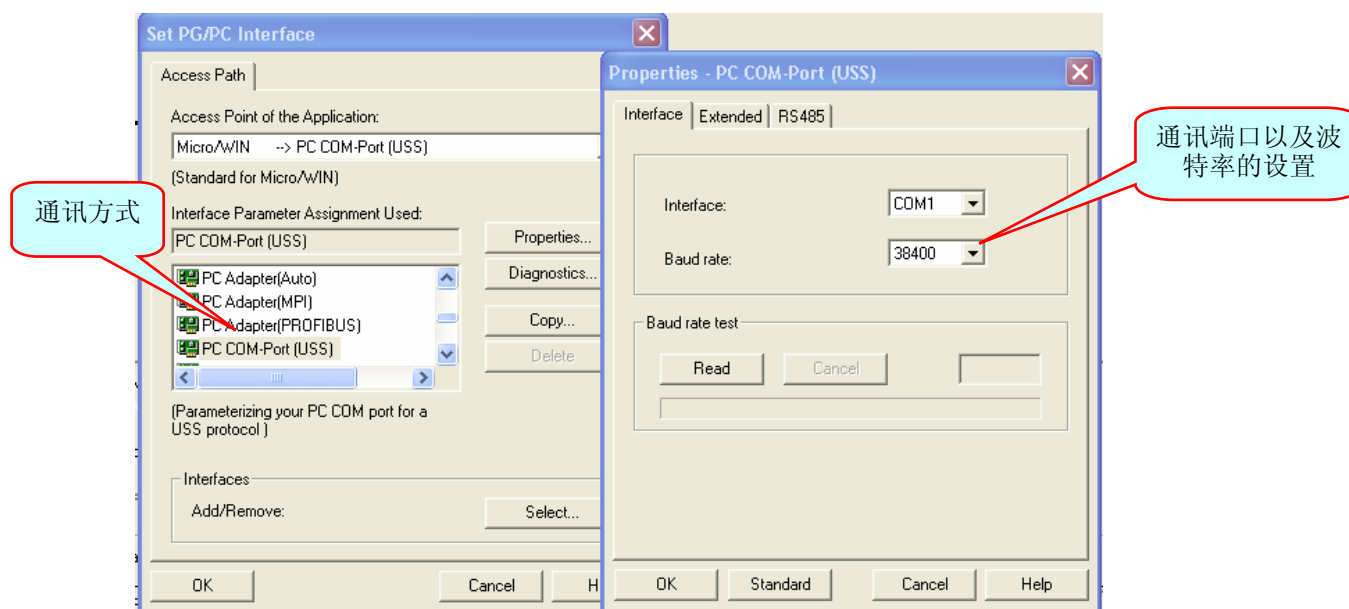 Set PG/PC Interface
Access Path
Access Point of the Application:
Micro/WIN --> PC COM-Port (USS)
(Standard for Micro/WIN)
通讯方式
Interface Parameter Assignment Used:
PC COM-Port (USS)
Properties...
PC Adapter(Auto)
Diagnostics...
PC Adapter(MPI)
PC Adapter(PROFIBUS)
Copy...
PC COM-Port (USS)
Delete
(Parameterizing your PC COM port for a
USS protocol )
Interfaces
Add/Remove:
Select...
OK
Cancel
H
Properties - PC COM-Port (USS)
Interface
Extended
RS485
Interface:
COM1
Baud rate:
38400
通讯端口以及波
特率的设置
Baud rate test
Read
Cancel
OK
Standard
Cancel
Help